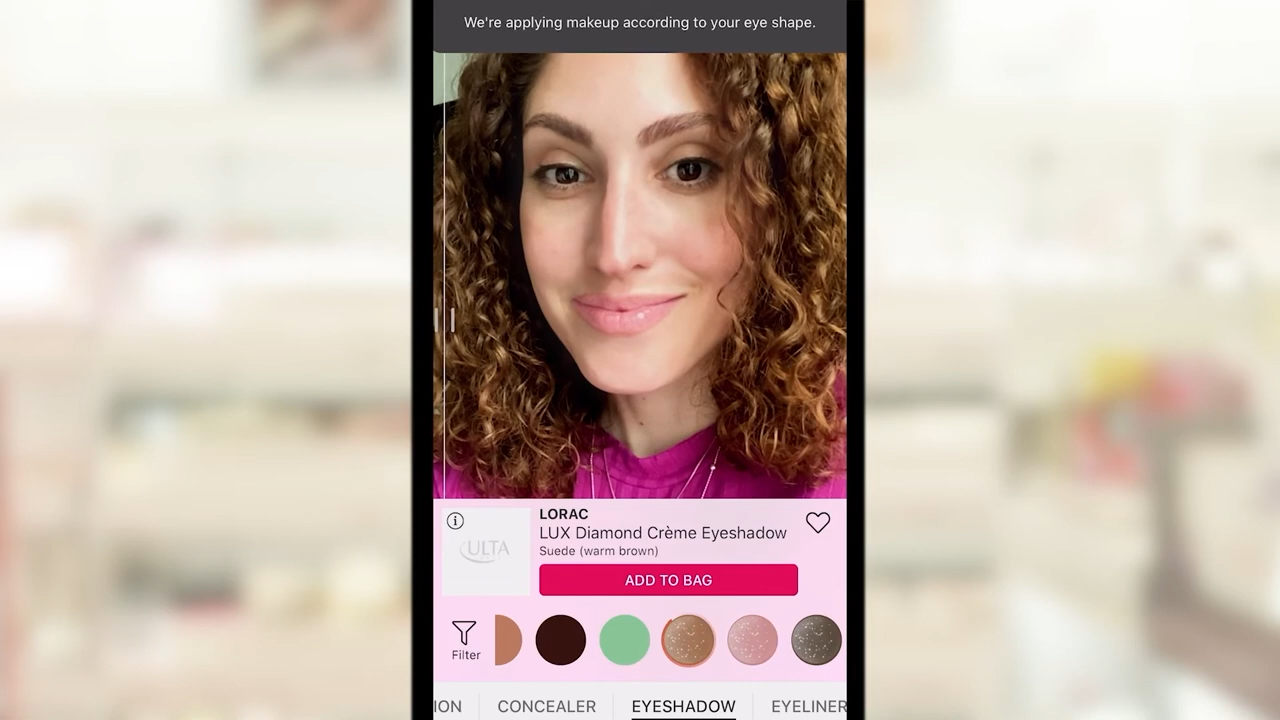 We're applying makeup according to your eye shape.
LORAC
LUX Diamond Crème Eyeshadow
ULTA
Suede (warm brown)
ADD TO BAG
Filter
ION
CONCEALER
EYESHADOW
EYELINER